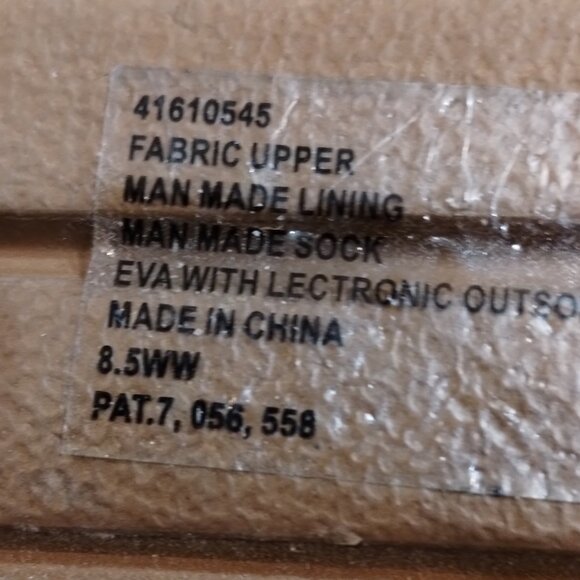 41610545
FABRIC UPPER
MAN MADE LINING
MAN MADE SOCK
EVA WITH LECTRONIC OUTSO
MADE IN CHINA
8.5WW
PAT.7, 056, 558